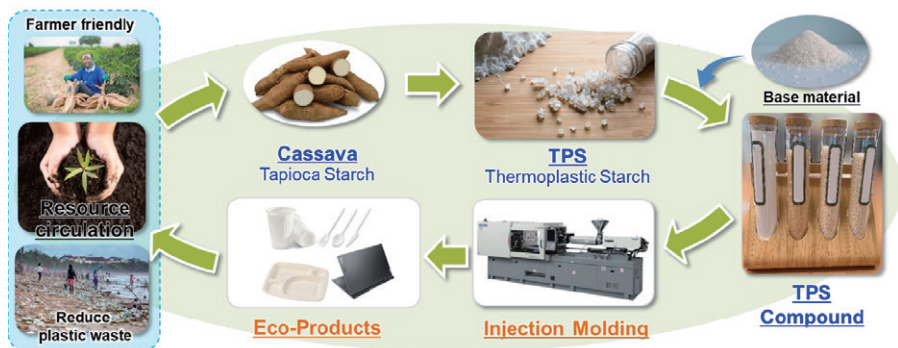 Farmer friendly
Resource
circulation
Reduce
plastic waste
Cassava
Tapioca Starch
TPS
Thermoplastic Starch
Base material
TPS
Compound
Injection Molding
Eco-Products